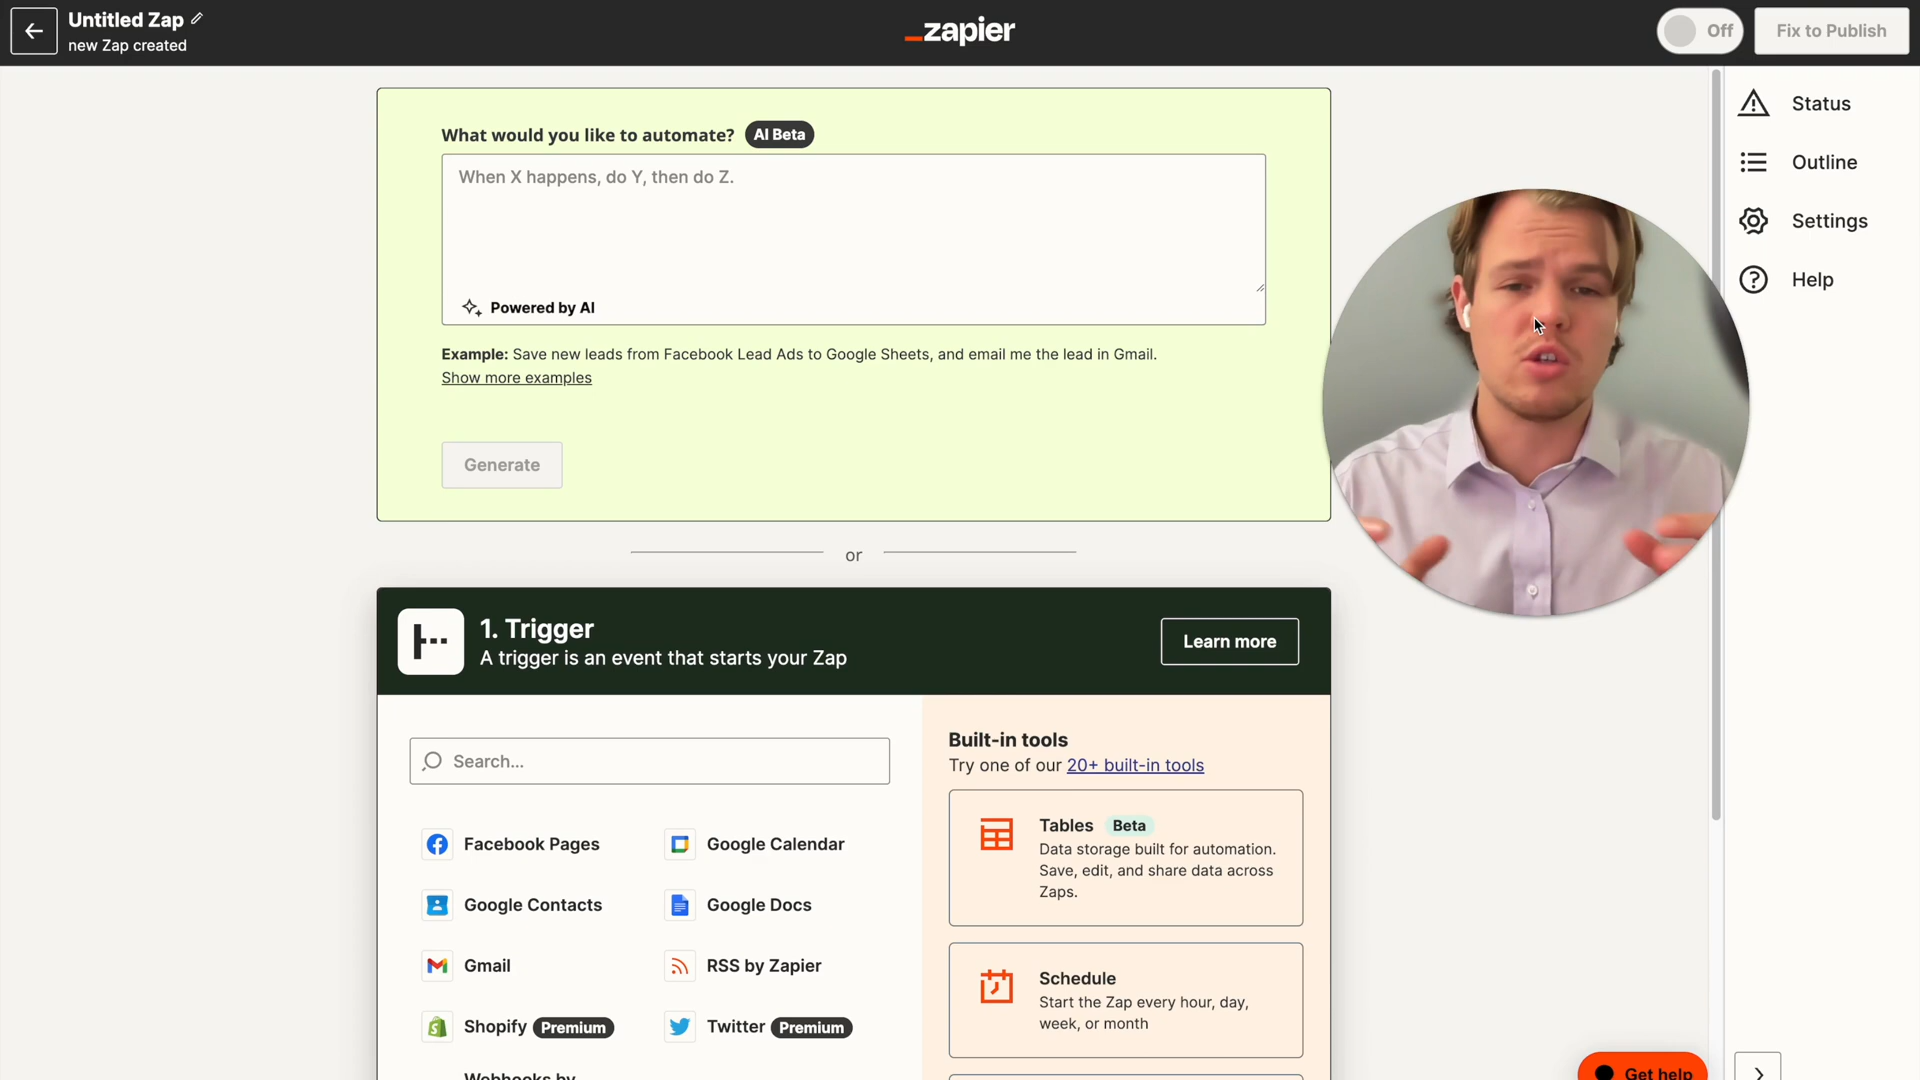 Untitled Zap
new Zap created
zapier
Off
Fix to Publish
Status
Outline
Settings
Help
What would you like to automate? AI Beta
When X happens, do Y, then do Z.
Powered by AI
Example: Save new leads from Facebook Lead Ads to Google Sheets, and email me the lead in Gmail.
Show more examples
Generate
or
1. Trigger
A trigger is an event that starts your Zap
Learn more
Search...
Facebook Pages
Google Calendar
Google Contacts
Google Docs
Gmail
RSS by Zapier
Shopify Premium
Twitter Premium
Webhooks by
Built-in tools
Try one of our 20+ built-in tools
Tables Beta
Data storage built for automation.
Save, edit, and share data across
Zaps.
Schedule
Start the Zap every hour, day,
week, or month
Get help